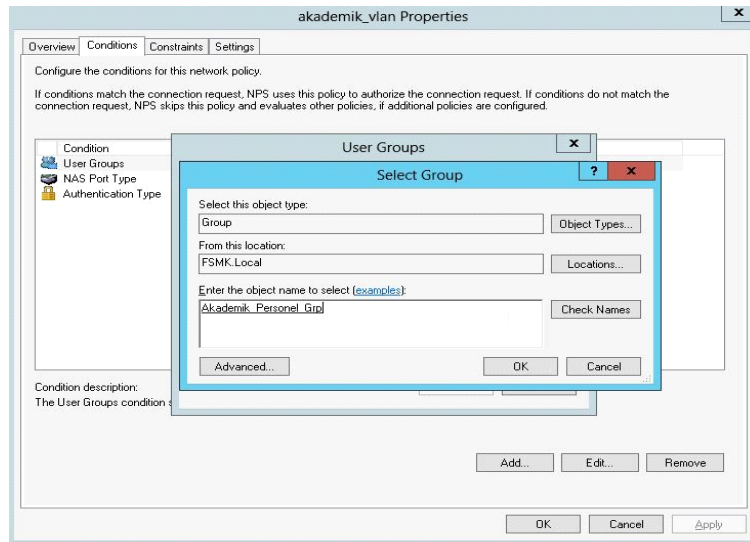 akademik_vlan Properties
x
Overview Conditions Constraints Settings
Configure the conditions for this network policy.
If conditions match the connection request, NPS uses this policy to authorize the connection request. If conditions do not match the
connection request, NPS skips this policy and evaluates other policies, if additional policies are configured.
Condition
User Groups
NAS Port Type
Authentication Type
User Groups
x
Select Group
? x
Select this object type:
Group
Object Types...
From this location:
FSMK.Local
Locations...
Enter the object name to select (examples):
Akademik_Personel_Grp
Check Names
Advanced...
OK
Cancel
Condition description:
The User Groups condition
Add...
Edit...
Remove
OK
Cancel
Apply